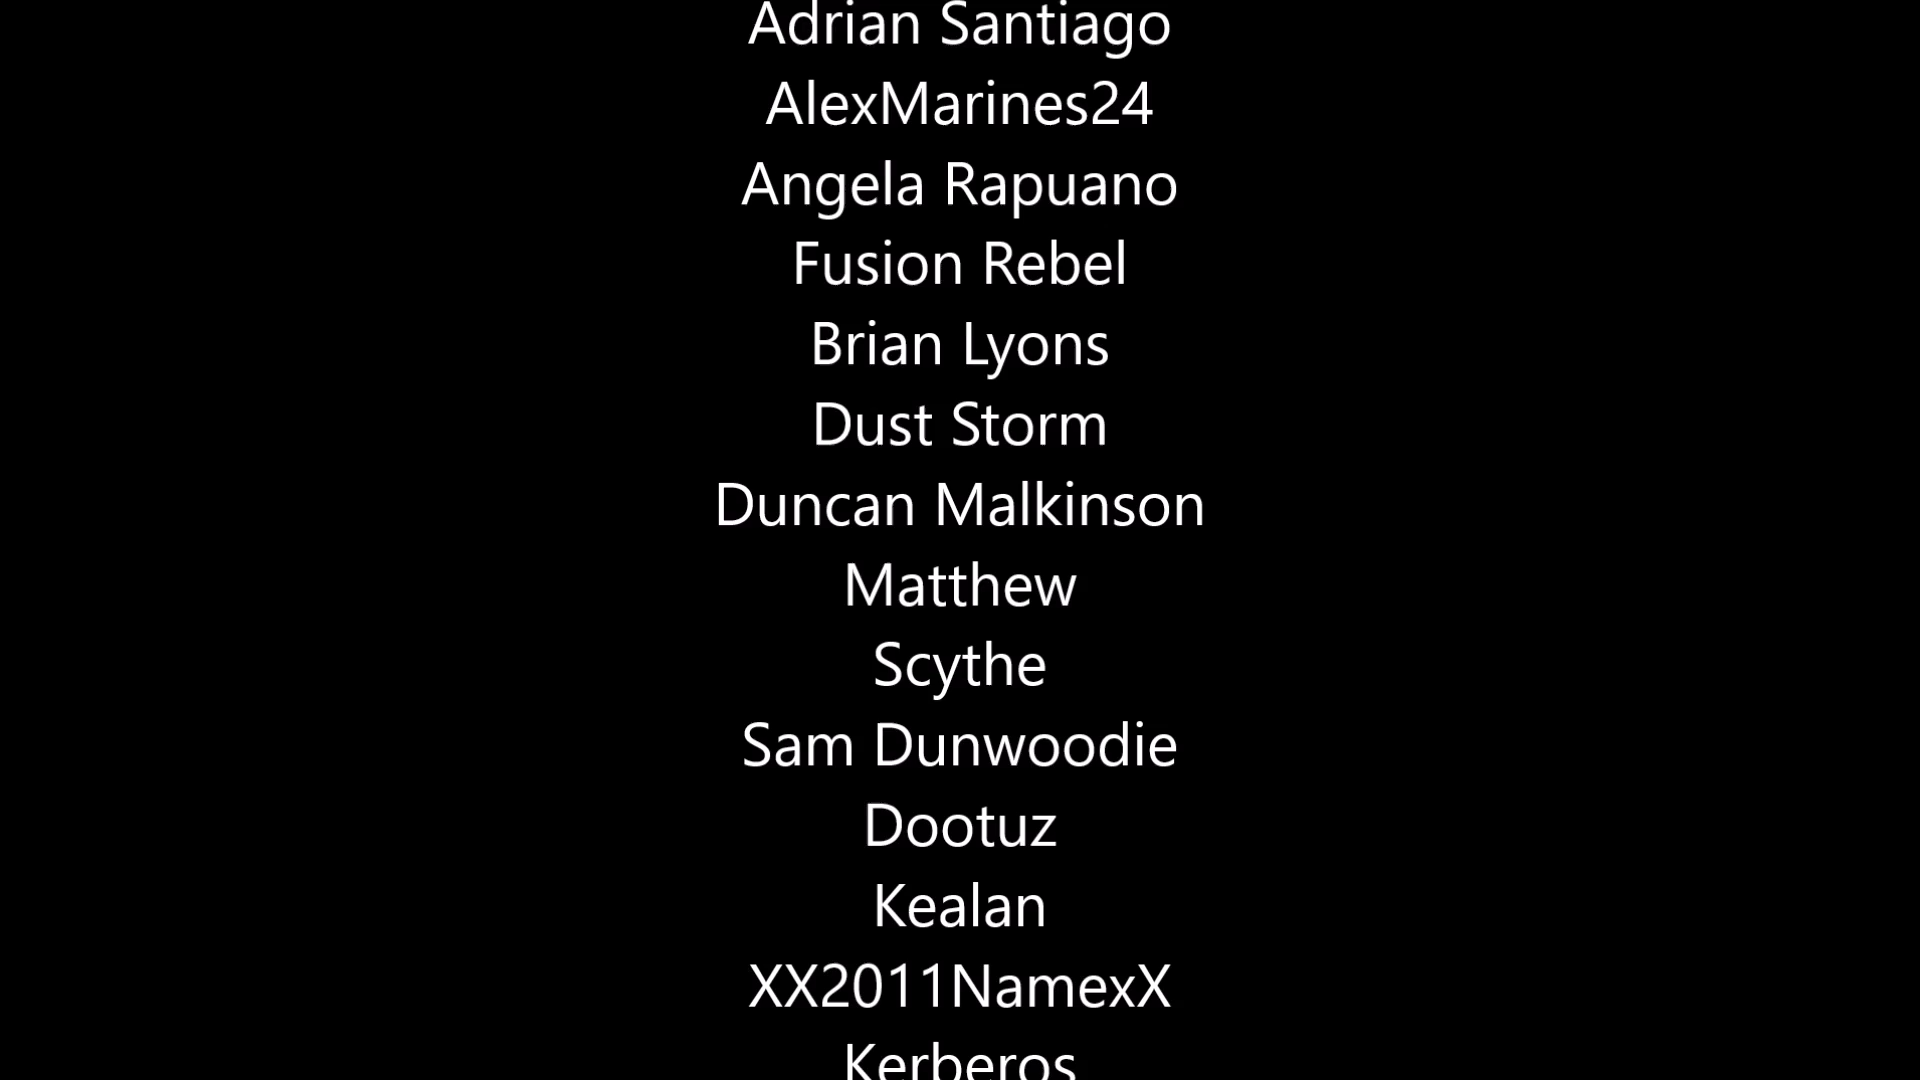 Adrian Santiago
AlexMarines24
Angela Rapuano
Fusion Rebel
Brian Lyons
Dust Storm
Duncan Malkinson
Matthew
Scythe
Sam Dunwoodie
Dootuz
Kealan
XX2011NamexX
Kerberos